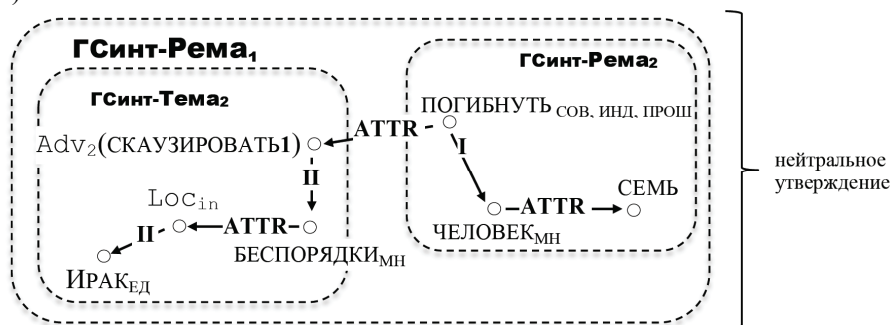 )
ГСинт-Рема₁
ГСинт-Рема₂
ГСинт-Тема₂
ПОГИБНУТЬ СОВ, ИНД, ПРОШ
Adv₂(СКАУЗИРОВАТЬ1)
ATTR
I
II
нейтральное
утверждение
Locᵢₙ
СЕМЬ
II
ATTR
ATTR
БЕСПОРЯДКИМН
ЧЕЛОВЕКМН
ИРАКЕД